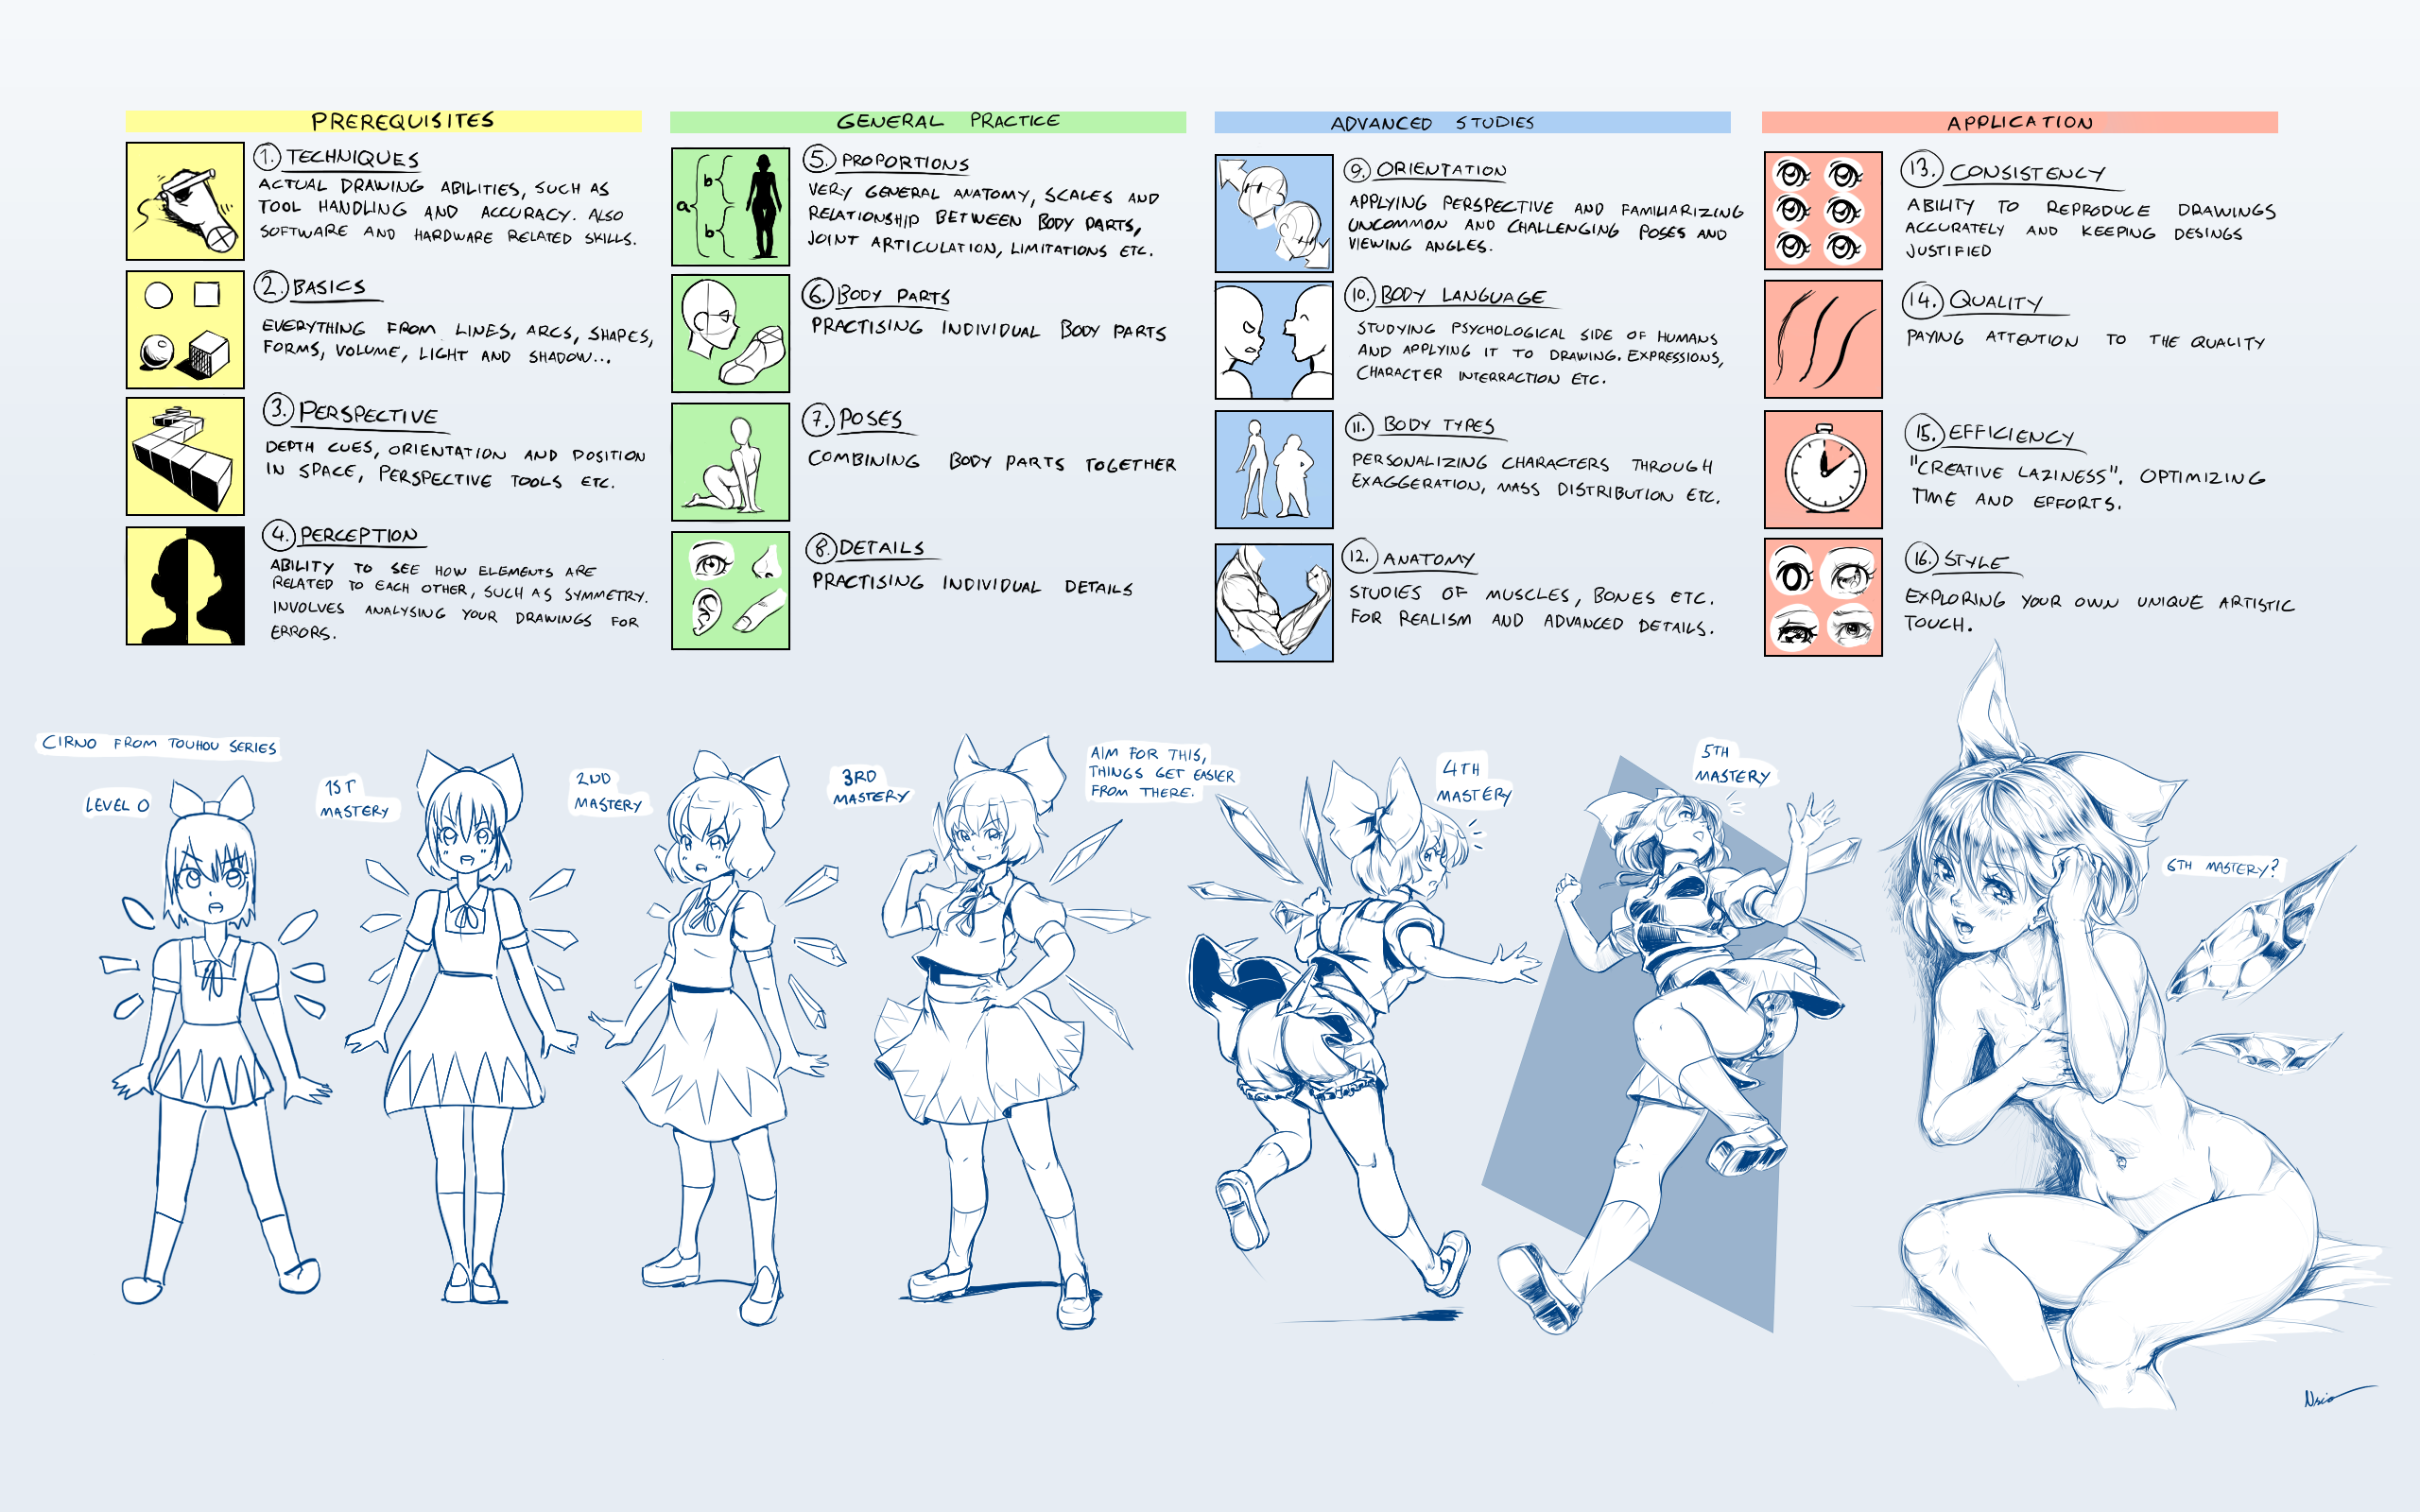 PREREQUISITES
1. TECHNIQUES
ACTUAL DRAWING ABILITIES, SUCH AS
TOOL HANDLING AND ACCURACY. ALSO
SOFTWARE AND HARDWARE RELATED SKILLS.
2. BASICS
EVERYTHING FROM LINES, ARCS, SHAPES,
FORMS, VOLUME, LIGHT AND SHADOW...
3. PERSPECTIVE
DEPTH CUES, ORIENTATION AND POSITION
IN SPACE, PERSPECTIVE TOOLS ETC.
4. PERCEPTION
ABILITY TO SEE HOW ELEMENTS ARE
RELATED TO EACH OTHER, SUCH AS SYMMETRY.
INVOLVES ANALYSING YOUR DRAWINGS FOR
ERRORS.
GENERAL PRACTICE
a
b
b
5. PROPORTIONS
VERY GENERAL ANATOMY, SCALES AND
RELATIONSHIP BETWEEN BODY PARTS,
JOINT ARTICULATION, LIMITATIONS ETC.
6. BODY PARTS
PRACTISING INDIVIDUAL BODY PARTS
7. POSES
COMBINING BODY PARTS TOGETHER
8. DETAILS
PRACTISING INDIVIDUAL DETAILS
ADVANCED STUDIES
9. ORIENTATION
APPLYING PERSPECTIVE AND FAMILIARIZING
UNCOMMON AND CHALLENGING POSES AND
VIEWING ANGLES.
10. BODY LANGUAGE
STUDYING PSYCHOLOGICAL SIDE OF HUMANS
AND APPLYING IT TO DRAWING. EXPRESSIONS,
CHARACTER INTERRACTION ETC.
11. BODY TYPES
PERSONALIZING CHARACTERS THROUGH
EXAGGERATION, MASS DISTRIBUTION ETC.
12. ANATOMY
STUDIES OF MUSCLES, BONES ETC.
FOR REALISM AND ADVANCED DETAILS.
APPLICATION
13. CONSISTENCY
ABILITY TO REPRODUCE DRAWINGS
ACCURATELY AND KEEPING DESINGS
JUSTIFIED
14. QUALITY
PAYING ATTENTION TO THE QUALITY
15. EFFICIENCY
"CREATIVE LAZINESS". OPTIMIZING
TIME AND EFFORTS.
16. STYLE
EXPLORING YOUR OWN UNIQUE ARTISTIC
TOUCH.
CIRNO FROM TOUHOU SERIES
LEVEL 0
1ST
MASTERY
2ND
MASTERY
3RD
MASTERY
AIM FOR THIS,
THINGS GET EASIER
FROM THERE.
4TH
MASTERY
5TH
MASTERY
6TH MASTERY?